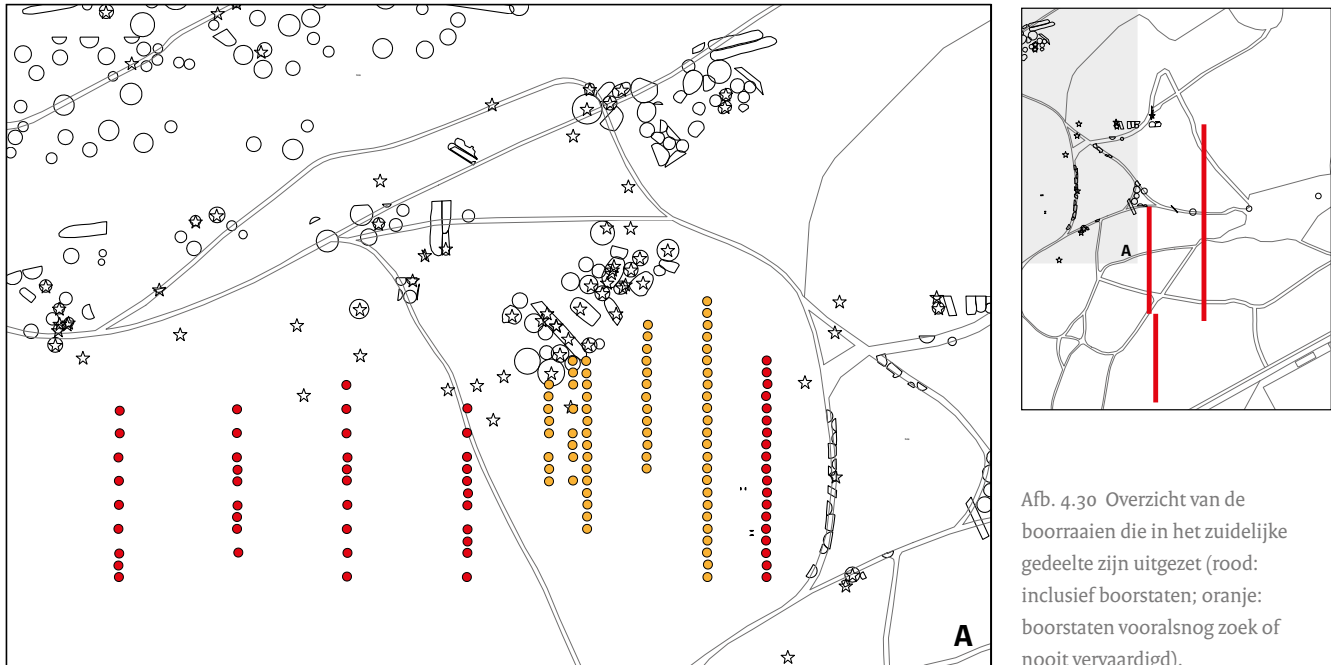 A
A
Afb. 4.30 Overzicht van de
boorraaien die in het zuidelijke
gedeelte zijn uitgezet (rood:
inclusief boorstaten; oranje:
boorstaten vooralsnog zoek of
nooit vervaardigd).